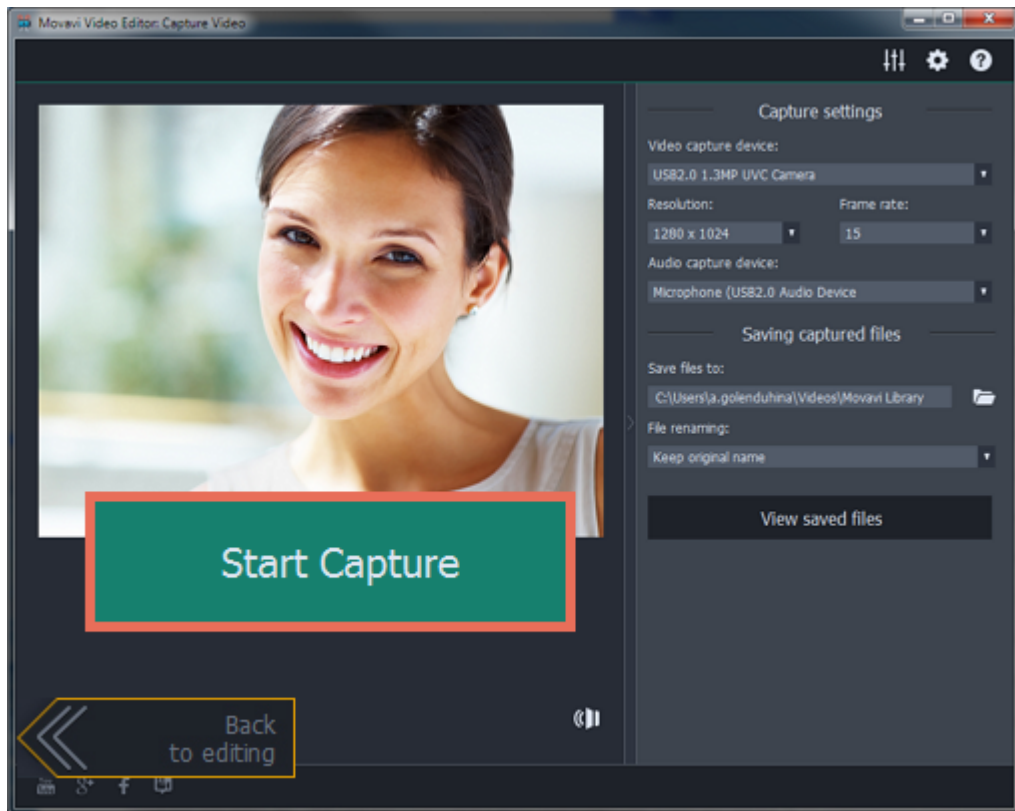 Movavi Video Editor: Capture Video
Capture settings
Video capture device:
USB2.0 1.3MP UVC Camera
Resolution:
Frame rate:
1280 x 1024
15
Audio capture device:
Microphone (USB2.0 Audio Device
Saving captured files
Save files to:
C:\Users\a.golenduhina\Videos\Movavi Library
File renaming:
Keep original name
View saved files
Start Capture
Back
to editing